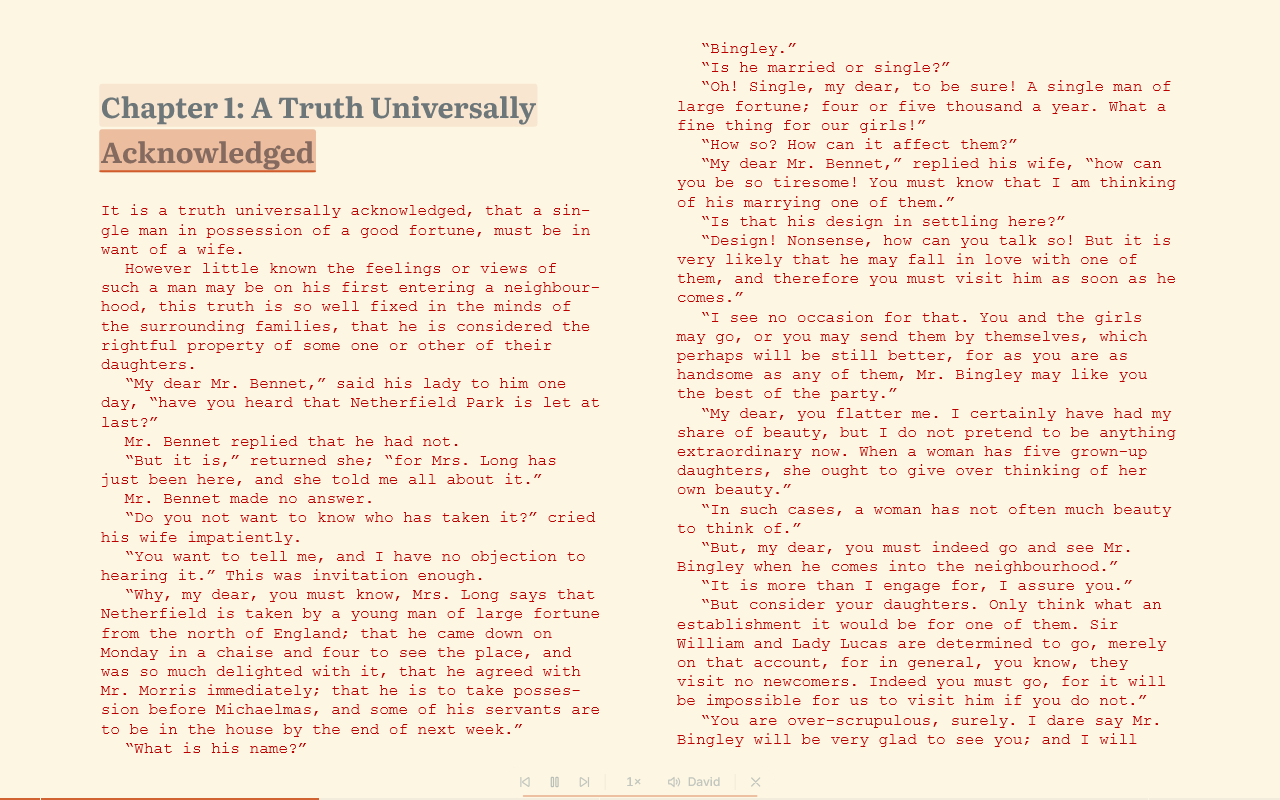 Chapter 1: A Truth Universally
Acknowledged
It is a truth universally acknowledged, that a sin-
gle man in possession of a good fortune, must be in
want of a wife.
However little known the feelings or views of
such a man may be on his first entering a neighbour-
hood, this truth is so well fixed in the minds of
the surrounding families, that he is considered the
rightful property of some one or other of their
daughters.
“My dear Mr. Bennet,” said his lady to him one
day, “have you heard that Netherfield Park is let at
last?”
Mr. Bennet replied that he had not.
“But it is,” returned she; “for Mrs. Long has
just been here, and she told me all about it.”
Mr. Bennet made no answer.
“Do you not want to know who has taken it?” cried
his wife impatiently.
“You want to tell me, and I have no objection to
hearing it.” This was invitation enough.
“Why, my dear, you must know, Mrs. Long says that
Netherfield is taken by a young man of large fortune
from the north of England; that he came down on
Monday in a chaise and four to see the place, and
was so much delighted with it, that he agreed with
Mr. Morris immediately; that he is to take posses-
sion before Michaelmas, and some of his servants are
to be in the house by the end of next week.”
“What is his name?”
“Bingley.”
“Is he married or single?”
“Oh! Single, my dear, to be sure! A single man of
large fortune; four or five thousand a year. What a
fine thing for our girls!”
“How so? How can it affect them?”
“My dear Mr. Bennet,” replied his wife, “how can
you be so tiresome! You must know that I am thinking
of his marrying one of them.”
“Is that his design in settling here?”
“Design! Nonsense, how can you talk so! But it is
very likely that he may fall in love with one of
them, and therefore you must visit him as soon as he
comes.”
“I see no occasion for that. You and the girls
may go, or you may send them by themselves, which
perhaps will be still better, for as you are as
handsome as any of them, Mr. Bingley may like you
the best of the party.”
“My dear, you flatter me. I certainly have had my
share of beauty, but I do not pretend to be anything
extraordinary now. When a woman has five grown-up
daughters, she ought to give over thinking of her
own beauty.”
“In such cases, a woman has not often much beauty
to think of.”
“But, my dear, you must indeed go and see Mr.
Bingley when he comes into the neighbourhood.”
“It is more than I engage for, I assure you.”
“But consider your daughters. Only think what an
establishment it would be for one of them. Sir
William and Lady Lucas are determined to go, merely
on that account, for in general, you know, they
visit no newcomers. Indeed you must go, for it will
be impossible for us to visit him if you do not.”
“You are over-scrupulous, surely. I dare say Mr.
Bingley will be very glad to see you; and I will
1× David